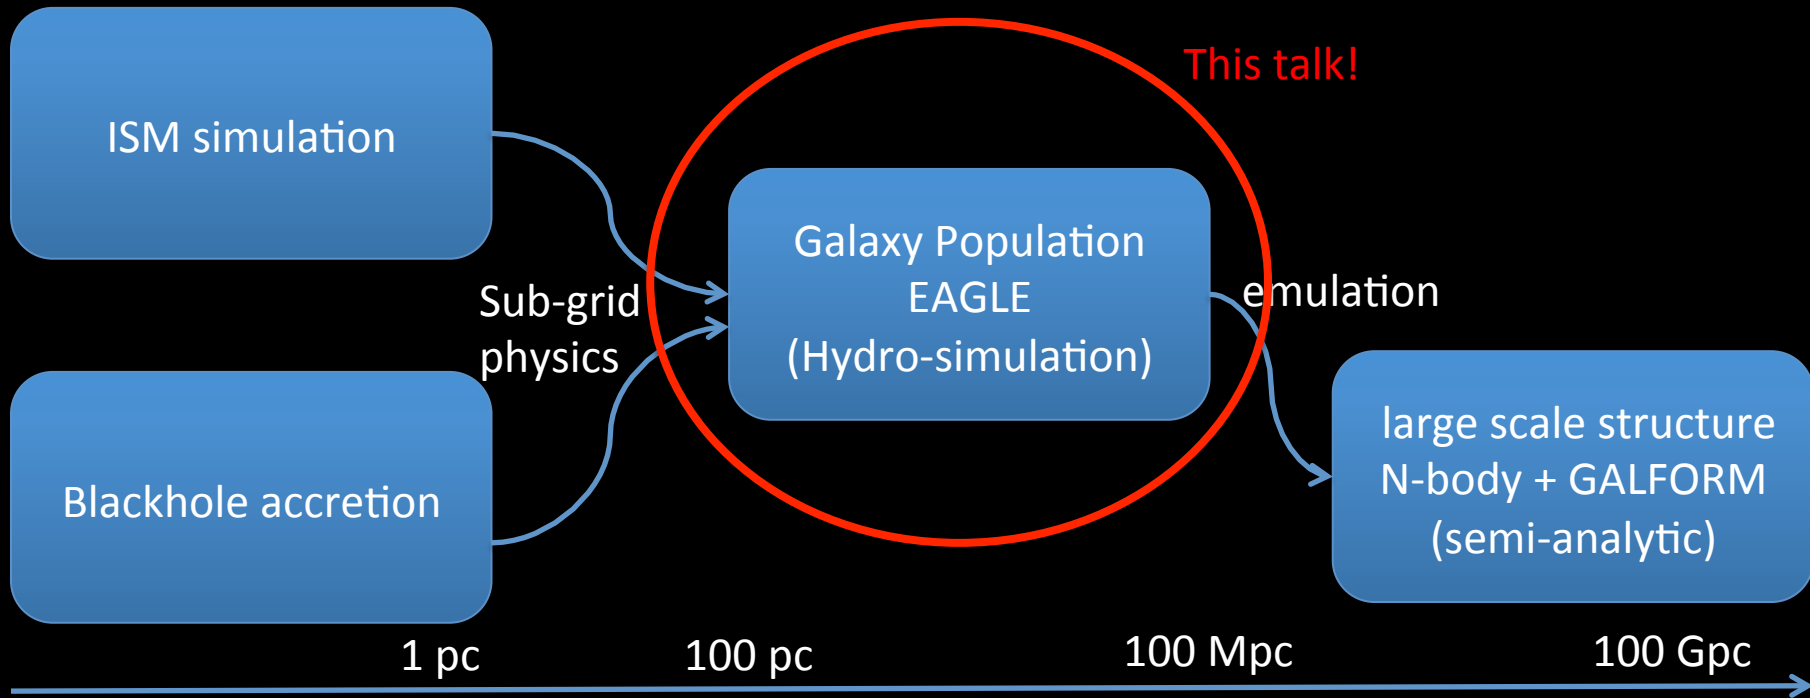 This talk!
ISM simulation
Galaxy Population
EAGLE
(Hydro-simulation)
Sub-grid
physics
emulation
large scale structure
N-body + GALFORM
(semi-analytic)
Blackhole accretion
1 pc
100 pc
100 Mpc
100 Gpc